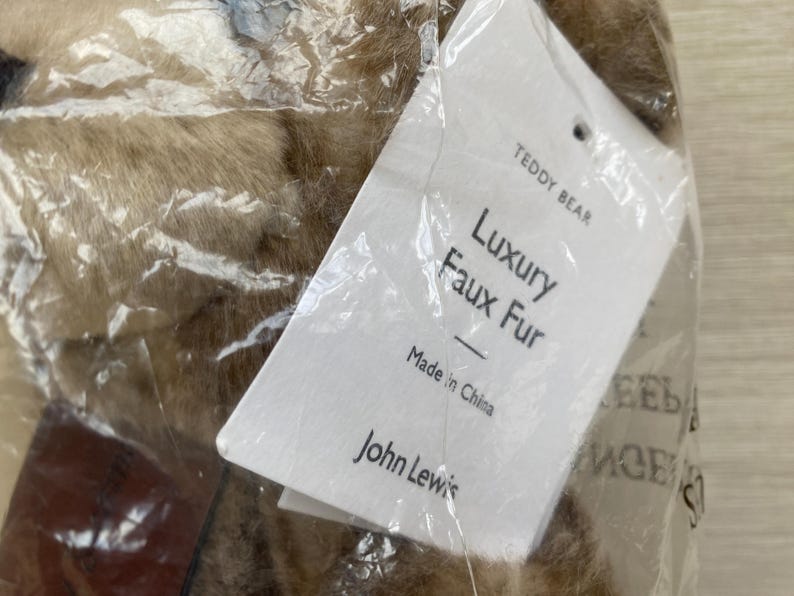 TEDDY BEAR
Luxury
Faux Fur
Made in China
John Lewis